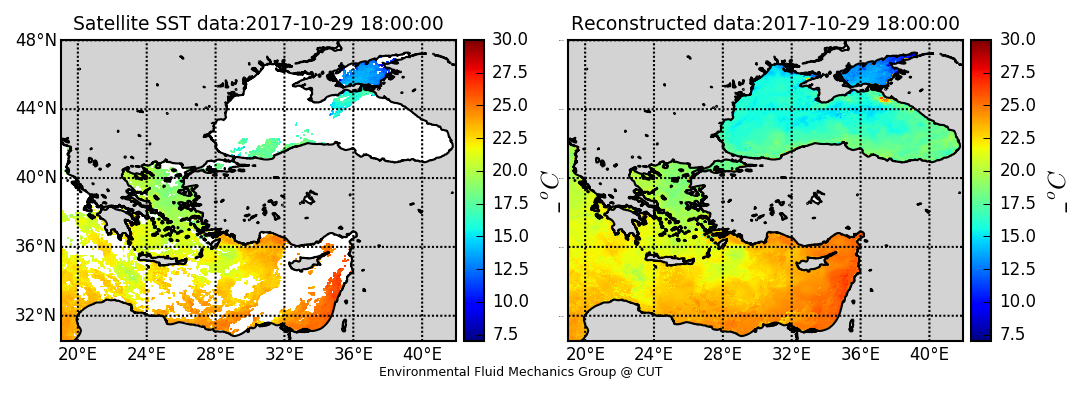 Satellite SST data:2017-10-29 18:00:00
48°N
44°N
40°N
36°N
32°N
20°E 24°E 28°E 32°E 36°E 40°E
30.0
27.5
25.0
22.5
20.0
17.5
15.0
12.5
10.0
7.5
_°C
Reconstructed data:2017-10-29 18:00:00
20°E 24°E 28°E 32°E 36°E 40°E
30.0
27.5
25.0
22.5
20.0
17.5
15.0
12.5
10.0
7.5
_°C
Environmental Fluid Mechanics Group @ CUT